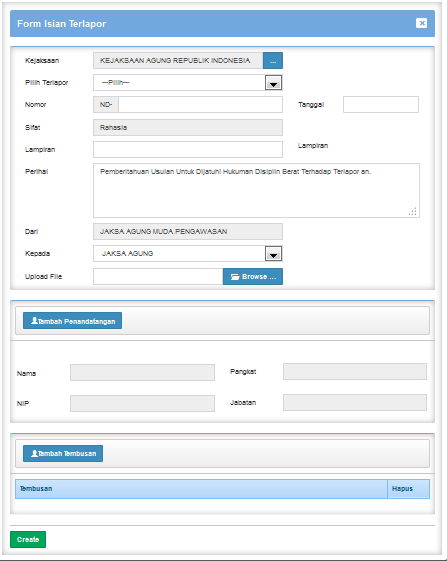 Form Isian Terlapor
Kejaksaan KEJAKSAAN AGUNG REPUBLIK INDONESIA ...
Pilih Terlapor ---Pilih---
Nomor ND- Tanggal
Sifat Rahasia
Lampiran Lampiran
Perihal Pemberitahuan Usulan Untuk Dijatuhi Hukuman Disiplin Berat Terhadap Terlapor an.
Dari JAKSA AGUNG MUDA PENGAWASAN
Kepada JAKSA AGUNG
Upload File Browse ...
Tambah Penandatangan
Nama Pangkat
NIP Jabatan
Tambah Tembusan
Tembusan Hapus
Create